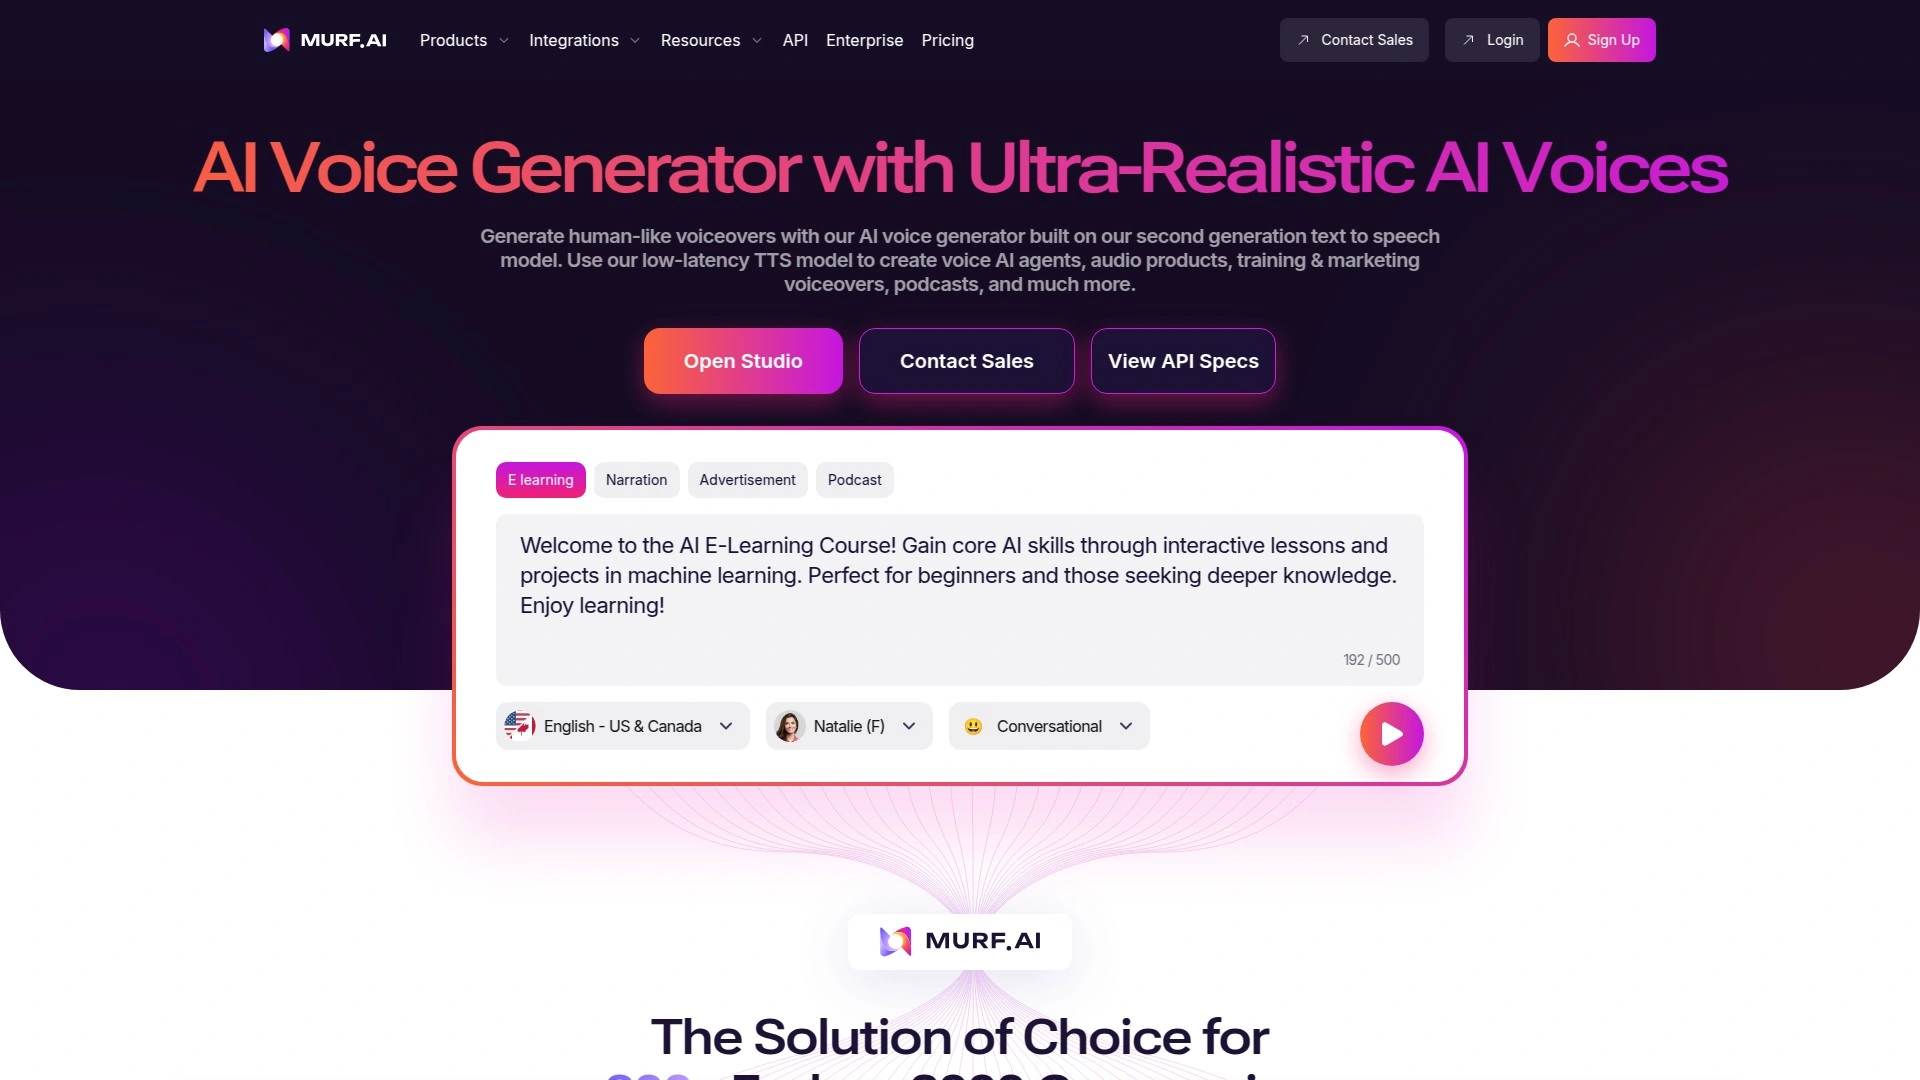 MURF.AI
Products
Integrations
Resources
API
Enterprise
Pricing
Contact Sales
Login
Sign Up
AI Voice Generator with Ultra-Realistic AI Voices
Generate human-like voiceovers with our AI voice generator built on our second generation text to speech
model. Use our low-latency TTS model to create voice AI agents, audio products, training & marketing
voiceovers, podcasts, and much more.
Open Studio
Contact Sales
View API Specs
E learning
Narration
Advertisement
Podcast
Welcome to the AI E-Learning Course! Gain core AI skills through interactive lessons and
projects in machine learning. Perfect for beginners and those seeking deeper knowledge.
Enjoy learning!
192 / 500
English - US & Canada
Natalie (F)
Conversational
MURF.AI
The Solution of Choice for